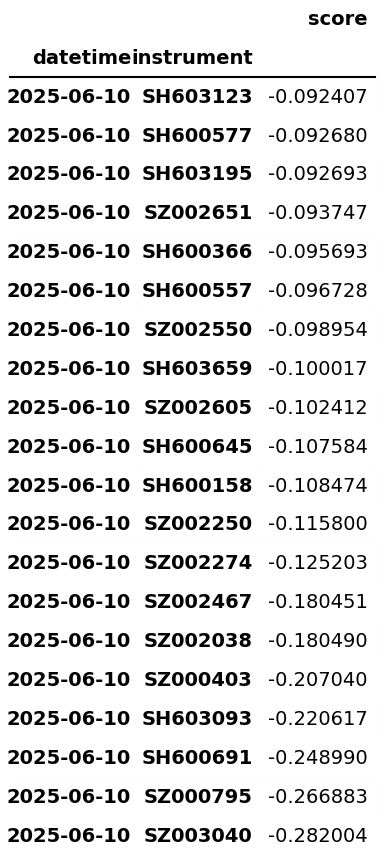 score
datetime instrument
2025-06-10 SH603123 -0.092407
2025-06-10 SH600577 -0.092680
2025-06-10 SH603195 -0.092693
2025-06-10 SZ002651 -0.093747
2025-06-10 SH600366 -0.095693
2025-06-10 SH600557 -0.096728
2025-06-10 SZ002550 -0.098954
2025-06-10 SH603659 -0.100017
2025-06-10 SZ002605 -0.102412
2025-06-10 SH600645 -0.107584
2025-06-10 SH600158 -0.108474
2025-06-10 SZ002250 -0.115800
2025-06-10 SZ002274 -0.125203
2025-06-10 SZ002467 -0.180451
2025-06-10 SZ002038 -0.180490
2025-06-10 SZ000403 -0.207040
2025-06-10 SH603093 -0.220617
2025-06-10 SH600691 -0.248990
2025-06-10 SZ000795 -0.266883
2025-06-10 SZ003040 -0.282004